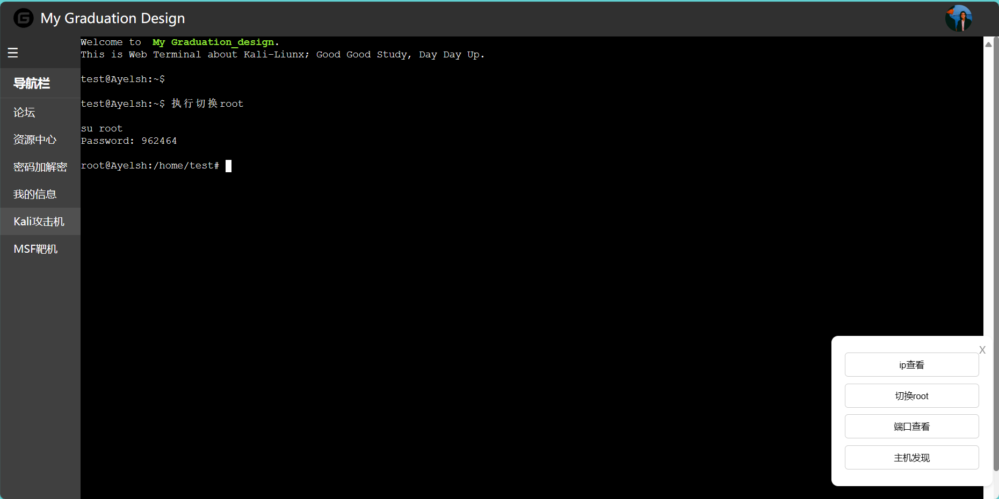 My Graduation Design
☰
导航栏
论坛
资源中心
密码加解密
我的信息
Kali攻击机
MSF靶机
Welcome to  My Graduation_design.
This is Web Terminal about Kali-Liunx; Good Good Study, Day Day Up.
test@Ayelsh:~$
test@Ayelsh:~$ 执行切换root
su root
Password: 962464
root@Ayelsh:/home/test#
X
ip查看
切换root
端口查看
主机发现